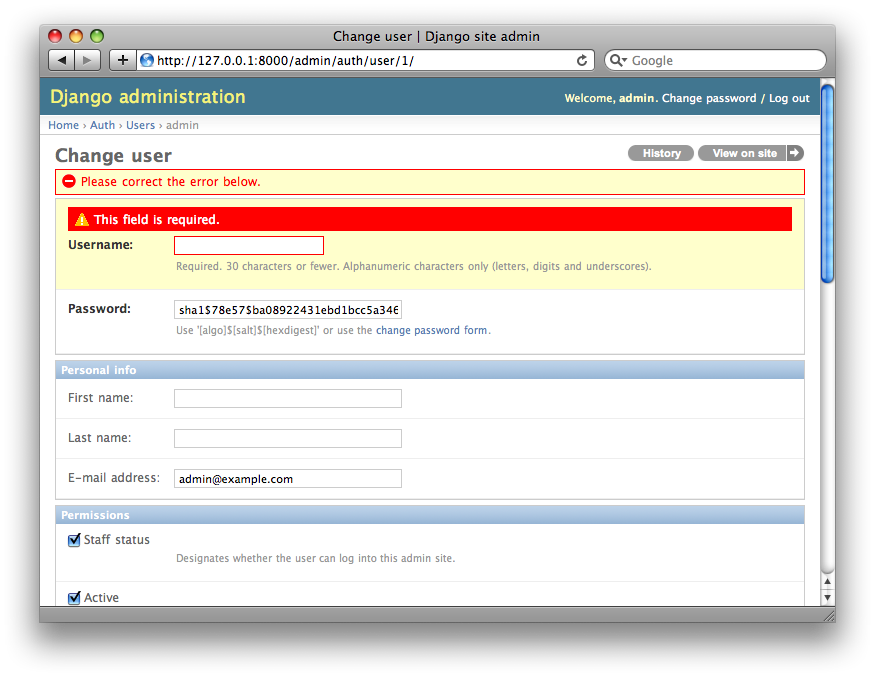 Change user | Django site admin
http://127.0.0.1:8000/admin/auth/user/1/
Google
Django administration
Welcome, admin. Change password / Log out
Home › Auth › Users › admin
Change user
History
View on site
Please correct the error below.
This field is required.
Username:
Required. 30 characters or fewer. Alphanumeric characters only (letters, digits and underscores).
Password:
sha1$78e57$ba08922431ebd1bcc5a346
Use '[algo]$[salt]$[hexdigest]' or use the change password form.
Personal info
First name:
Last name:
E-mail address:
admin@example.com
Permissions
Staff status
Designates whether the user can log into this admin site.
Active